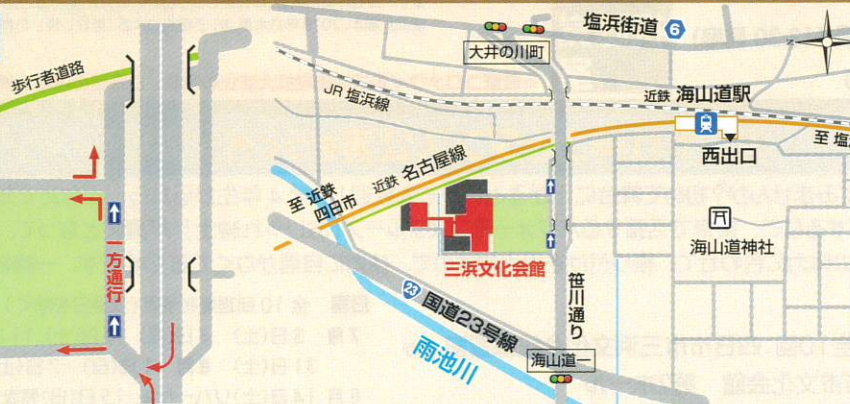 塩浜街道 6
大井の川町
歩行者道路
JR 塩浜線
近鉄 海山道駅
N
西出口
至 塩
近鉄 名古屋線
至 近鉄
四日市
海山道神社
三浜文化会館
一方通行
笹川通り
23 国道23号線
雨池川
海山道一